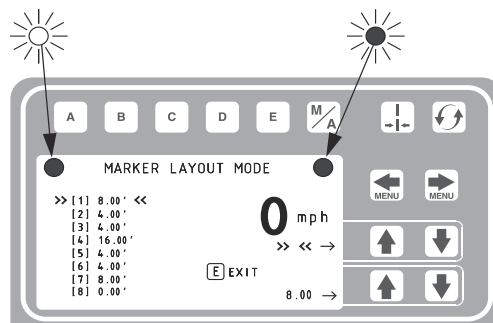 A B C D E M/A
MENU MENU
MARKER LAYOUT MODE
>> [1] 8.00' <<
[2] 4.00'
[3] 4.00'
[4] 16.00'
[5] 4.00'
[6] 4.00'
[7] 8.00'
[8] 0.00'
0 mph
>> << →
E EXIT
8.00 →